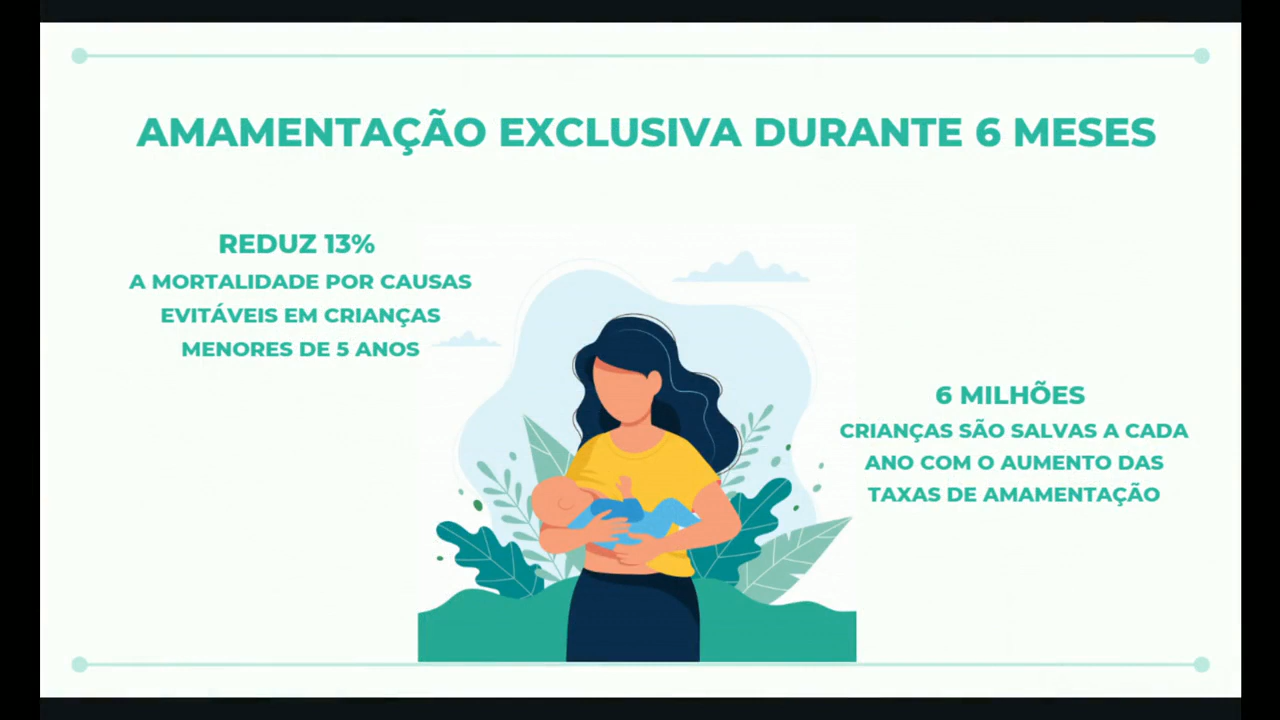 AMAMENTAÇÃO EXCLUSIVA DURANTE 6 MESES
REDUZ 13%
A MORTALIDADE POR CAUSAS
EVITÁVEIS EM CRIANÇAS
MENORES DE 5 ANOS
6 MILHÕES
CRIANÇAS SÃO SALVAS A CADA
ANO COM O AUMENTO DAS
TAXAS DE AMAMENTAÇÃO